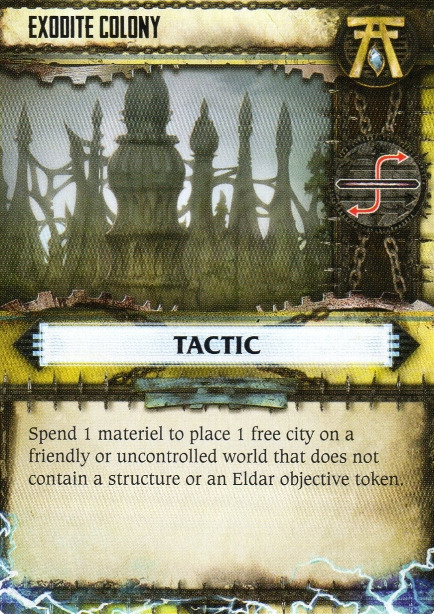 EXODITE COLONY
TACTIC
Spend 1 materiel to place 1 free city on a
friendly or uncontrolled world that does not
contain a structure or an Eldar objective token.